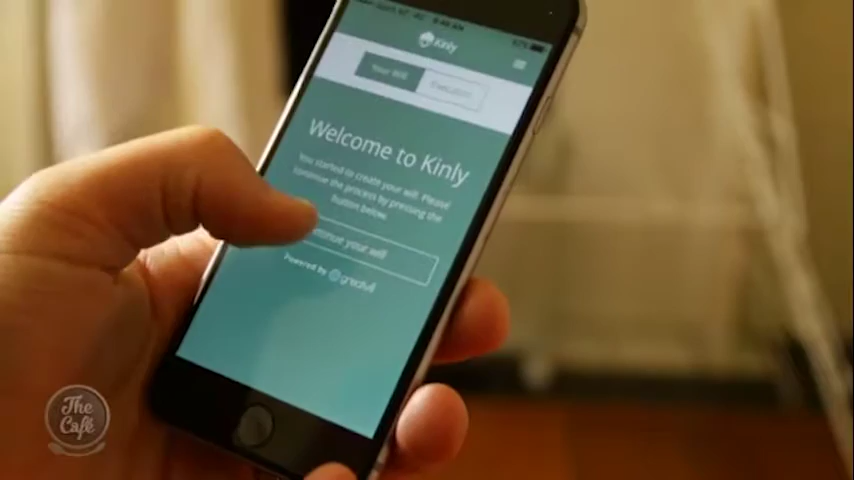 Kinly
Your Will
Welcome to Kinly
You started to create your will. Please
continue the process by pressing the
button below.
your will
Powered by
The
Café